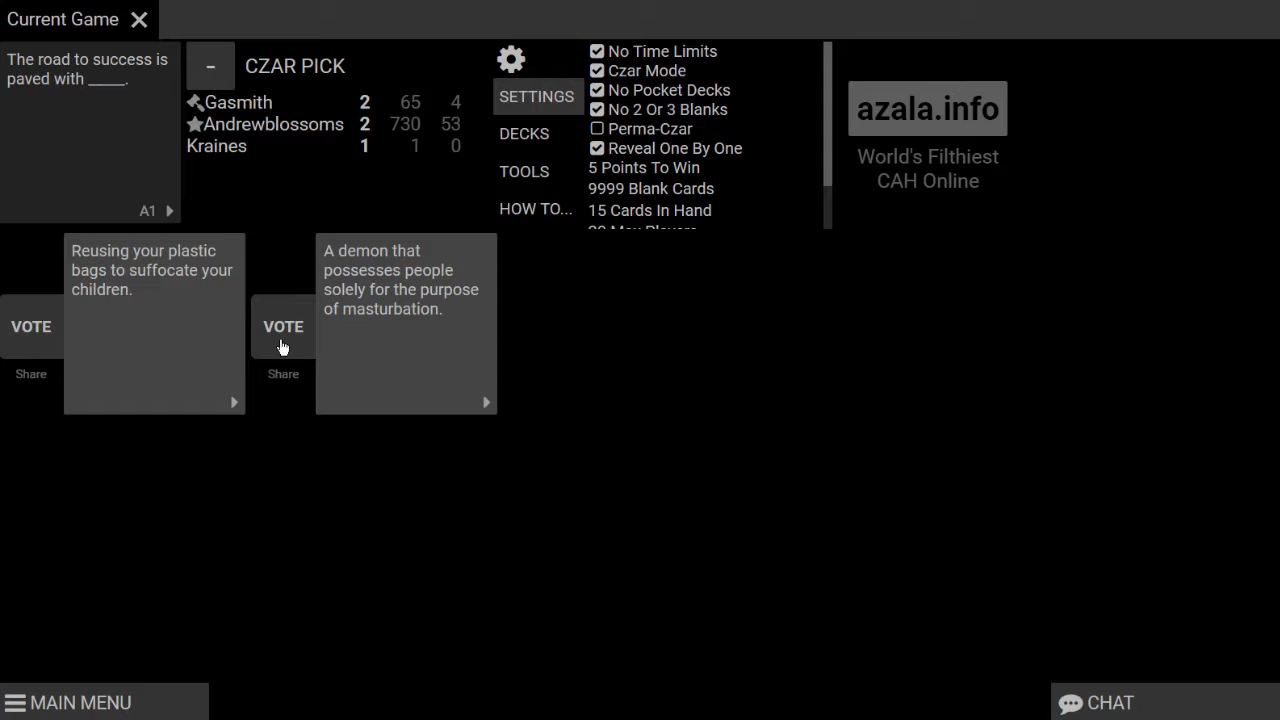 Current Game
The road to success is
paved with _____.
A1
-
CZAR PICK
Gasmith 2 65 4
Andrewblossoms 2 730 53
Kraines 1 1 0
SETTINGS
DECKS
TOOLS
HOW TO...
No Time Limits
Czar Mode
No Pocket Decks
No 2 Or 3 Blanks
Perma-Czar
Reveal One By One
5 Points To Win
9999 Blank Cards
15 Cards In Hand
azala.info
World's Filthiest
CAH Online
VOTE
Share
Reusing your plastic
bags to suffocate your
children.
VOTE
Share
A demon that
possesses people
solely for the purpose
of masturbation.
MAIN MENU
CHAT